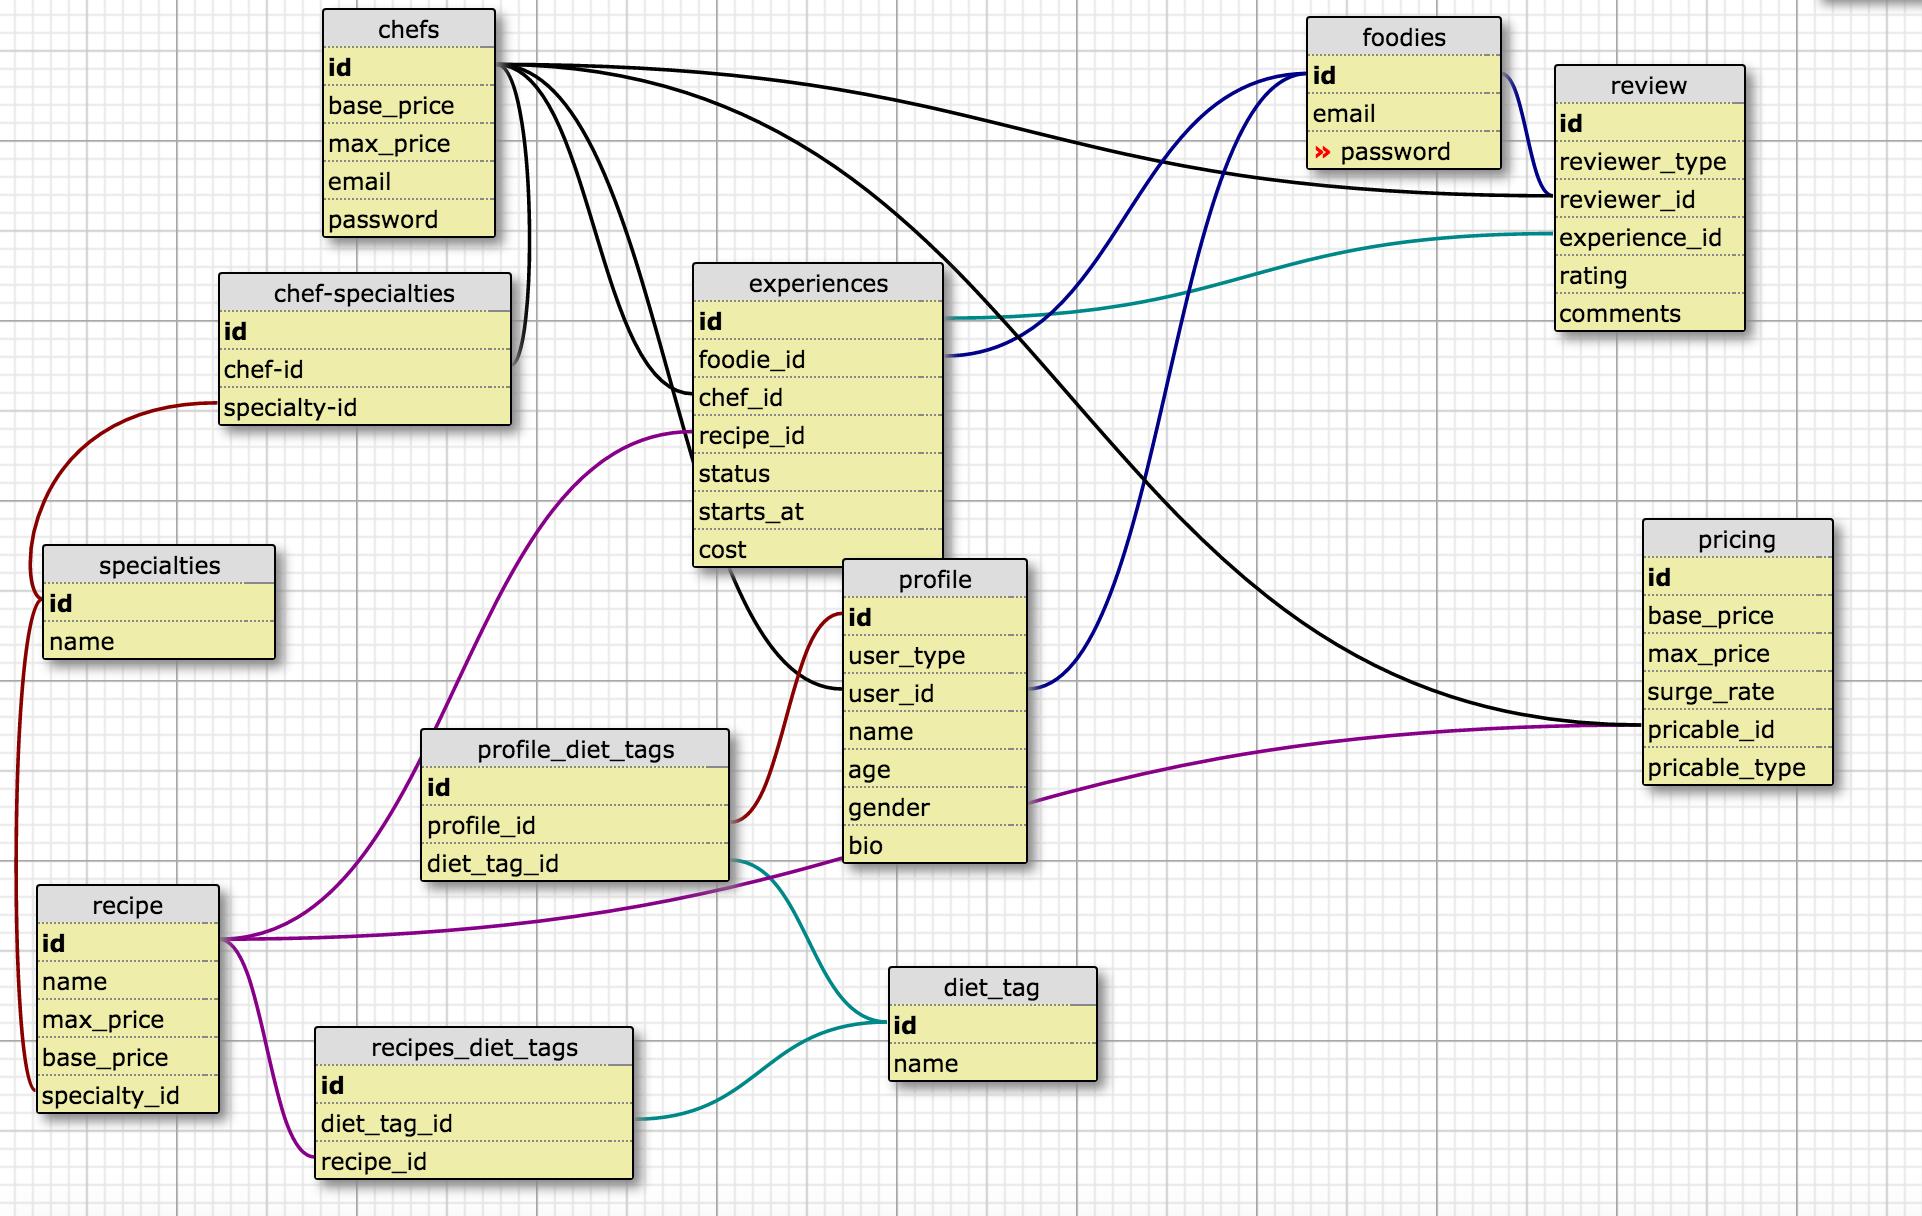 chefs
id
base_price
max_price
email
password
foodies
id
email
» password
review
id
reviewer_type
reviewer_id
experience_id
rating
comments
chef-specialties
id
chef-id
specialty-id
experiences
id
foodie_id
chef_id
recipe_id
status
starts_at
cost
specialties
id
name
profile
id
user_type
user_id
name
age
gender
bio
pricing
id
base_price
max_price
surge_rate
pricable_id
pricable_type
profile_diet_tags
id
profile_id
diet_tag_id
recipe
id
name
max_price
base_price
specialty_id
recipes_diet_tags
id
diet_tag_id
recipe_id
diet_tag
id
name